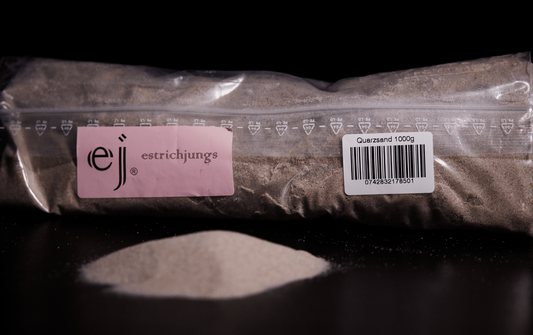 ej®
estrichjungs
Quarzsand 1000g
0742832178501